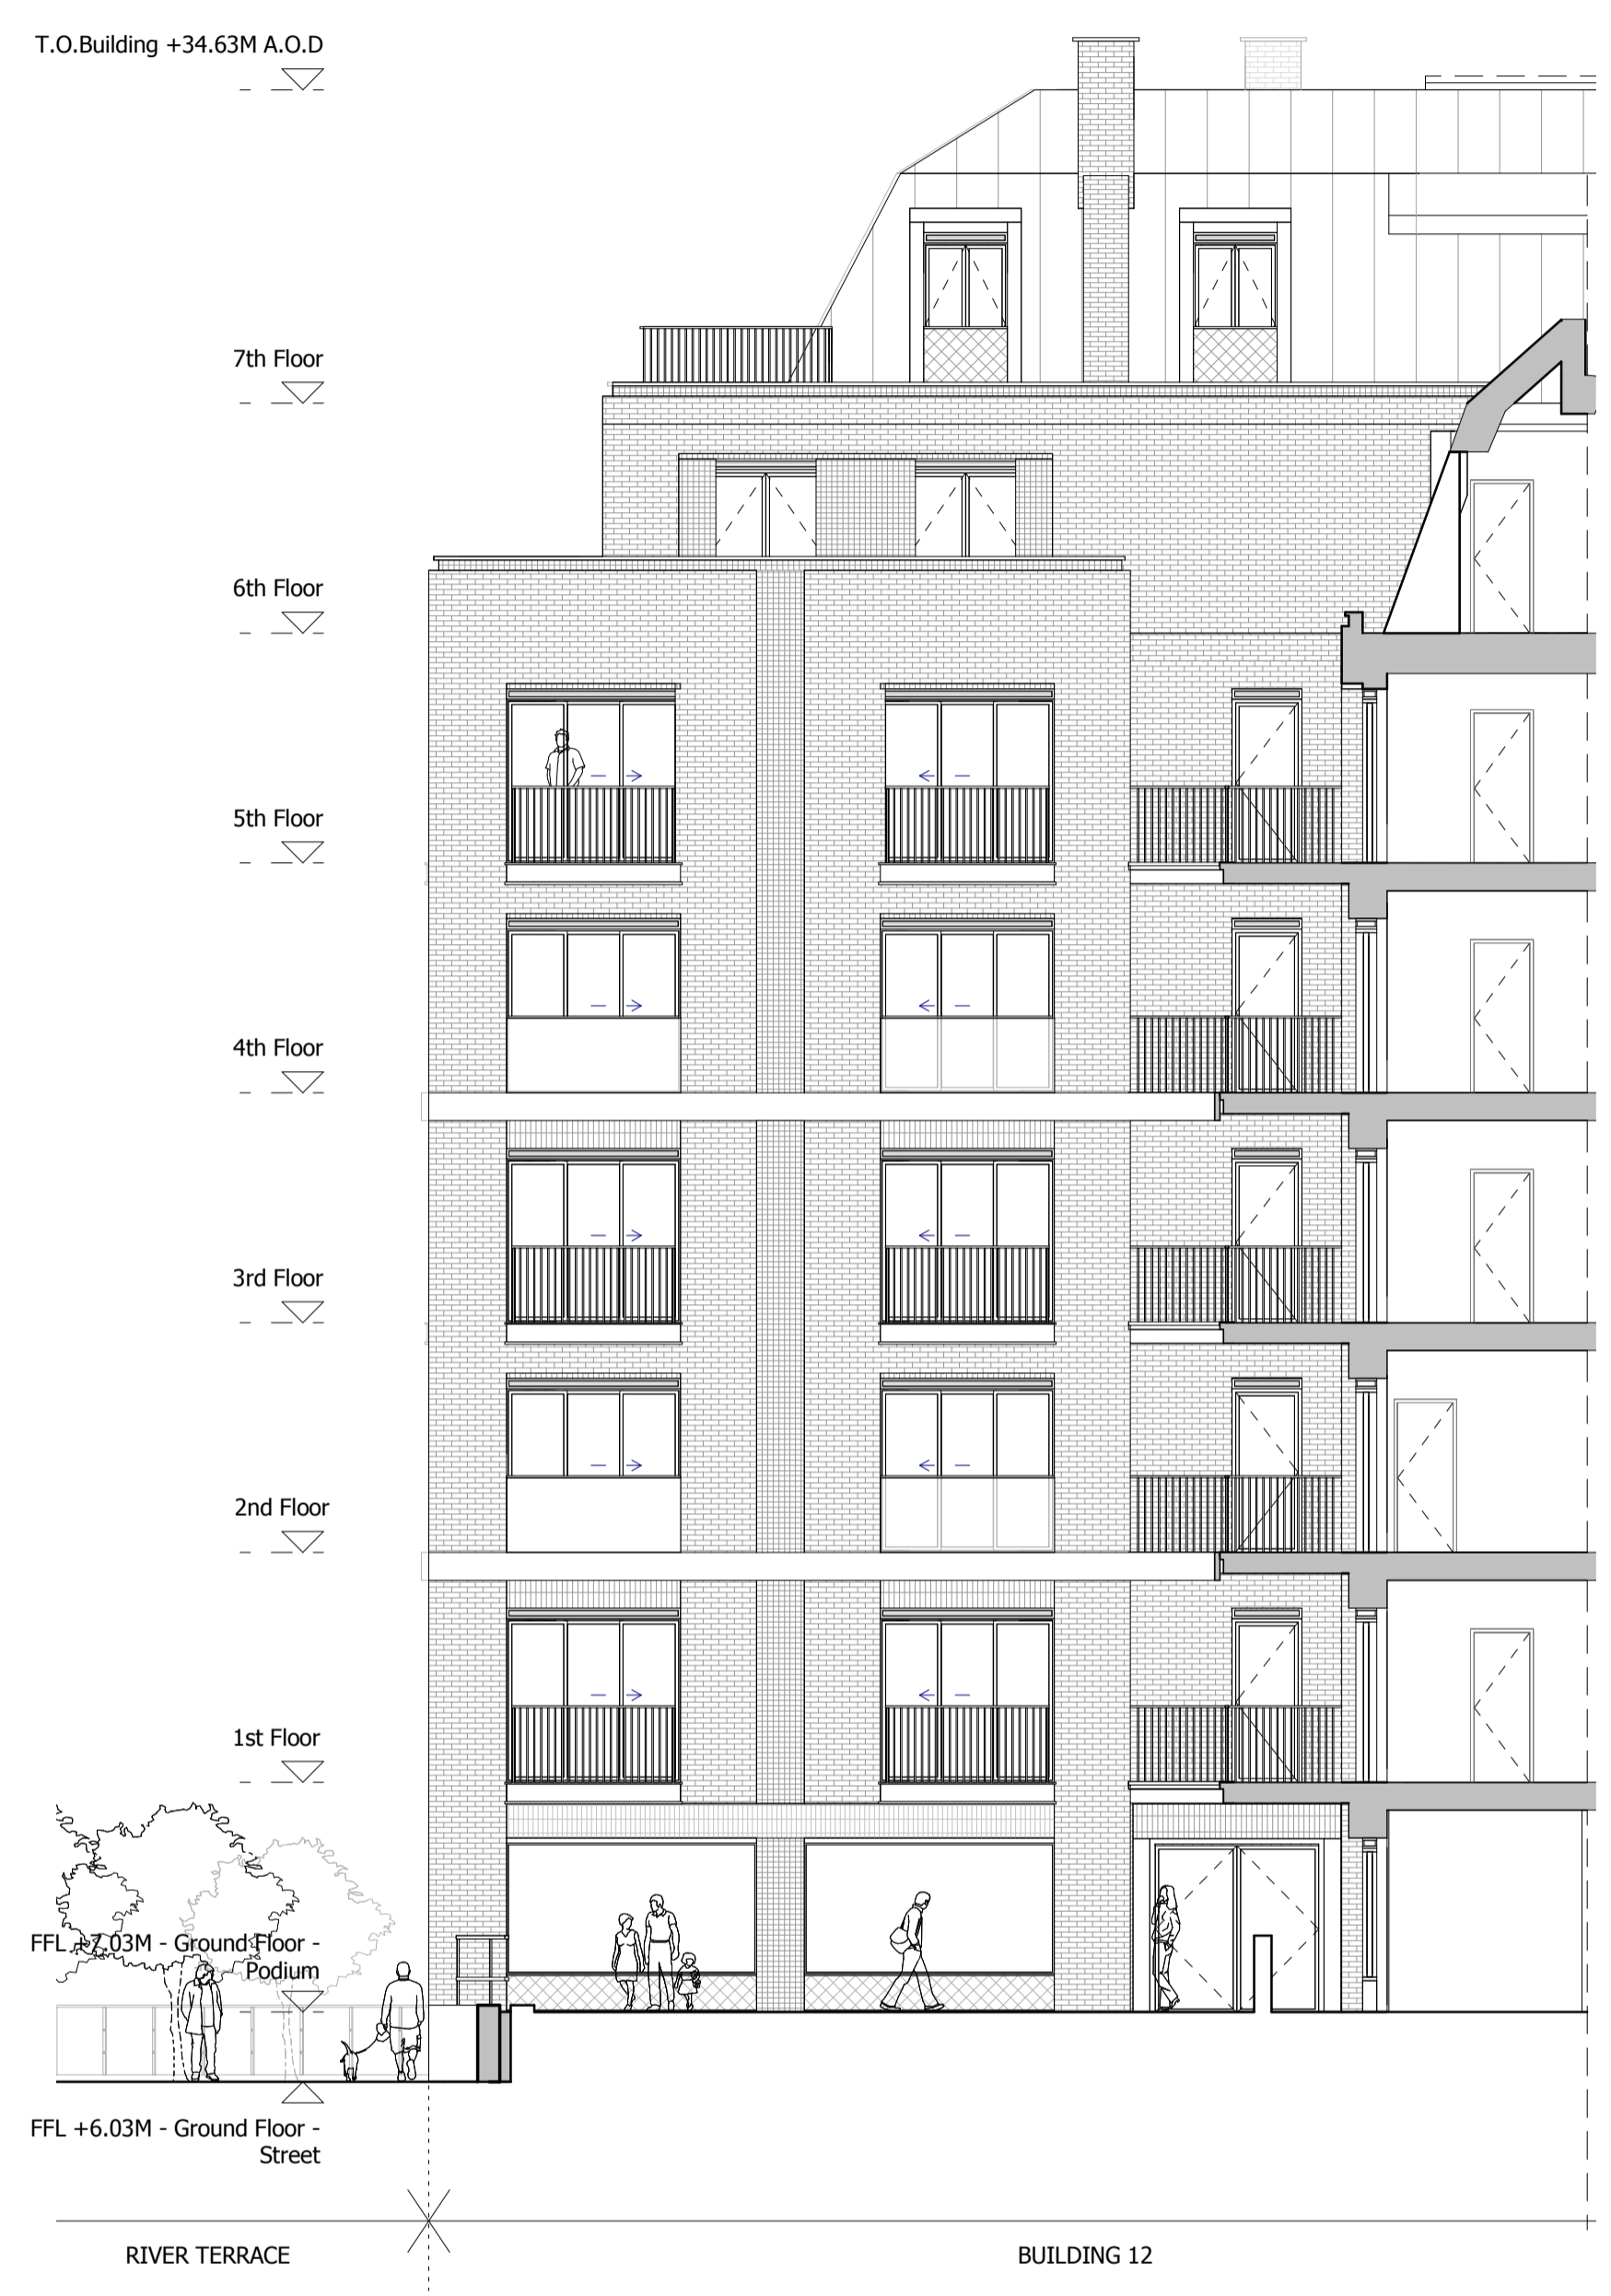 T.O.Building +34.63M A.O.D
7th Floor
6th Floor
5th Floor
4th Floor
3rd Floor
2nd Floor
1st Floor
FFL +7.03M - Ground Floor -
Podium
FFL +6.03M - Ground Floor -
Street
RIVER TERRACE
BUILDING 12